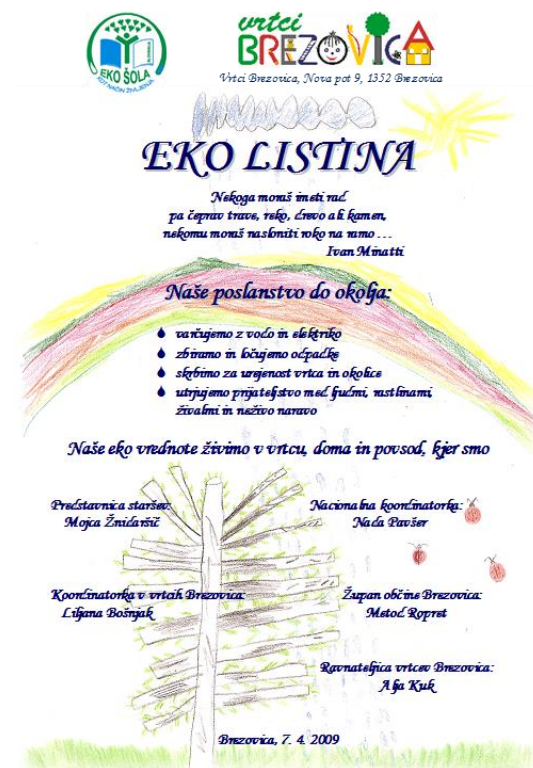 EKO ŠOLA
KOT NAČIN ŽIVLJENJA
vrtci
BREZOVICA
Vrtci Brezovica, Nova pot 9, 1352 Brezovica
EKO LISTINA
Nekoga moraš imeti rad
pa čeprav travo, reko, drevo ali kamen,
nekomu moraš nasloniti roko na ramo . . .
Ivan Minatti
Naše poslanstvo do okolja:
varčujemo z vodo in elektriko
zbiramo in ločujemo odpadke
skrbimo za urejenost vrtca in okolice
utrjujemo prijateljstvo med ljudmi, rastlinami,
živalmi in neživo naravo
Naše eko vrednote živimo v vrtcu, doma in povsod, kjer smo
Predstavnica staršev:
Mojca Žnidaršič
Nacionalna koordinatorka:
Nada Pavšer
Koordinatorka v vrtcih Brezovica:
Liljana Bošnjak
Župan občine Brezovica:
Metod Ropret
Ravnateljica vrtcev Brezovica:
Alja Kuk
Brezovica, 7. 4. 2009